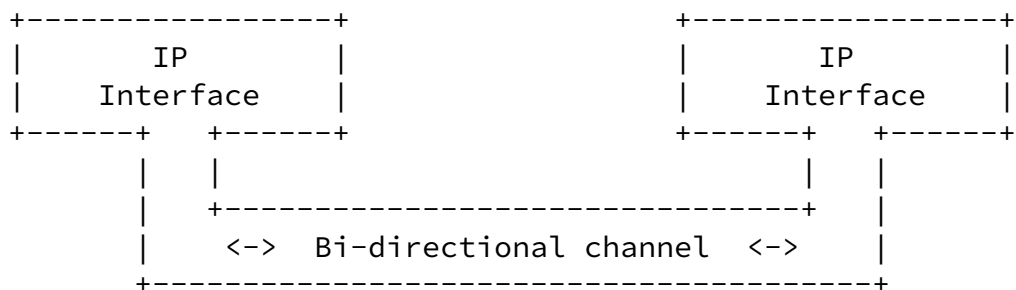 IP IP
Interface Interface
<-> Bi-directional channel <->